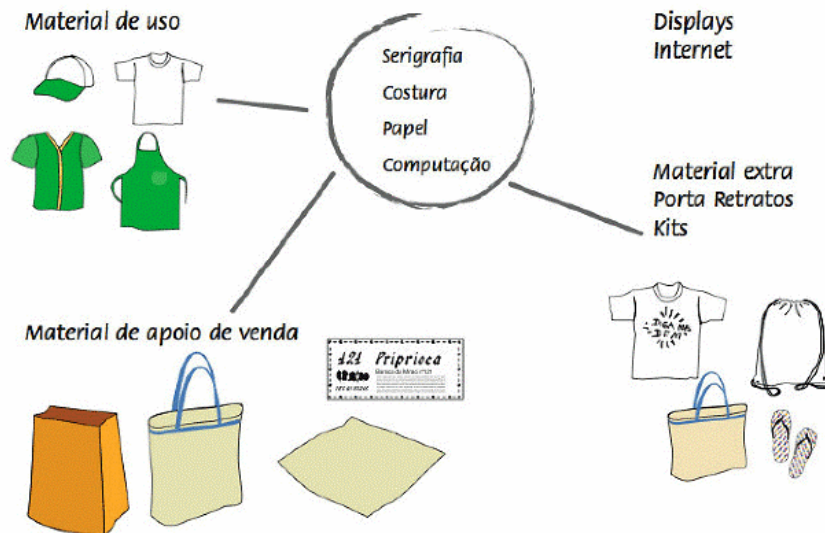 Material de uso
Serigrafia
Costura
Papel
Computação
Displays
Internet
Material extra
Porta Retratos
Kits
Material de apoio de venda
121 Priprioca